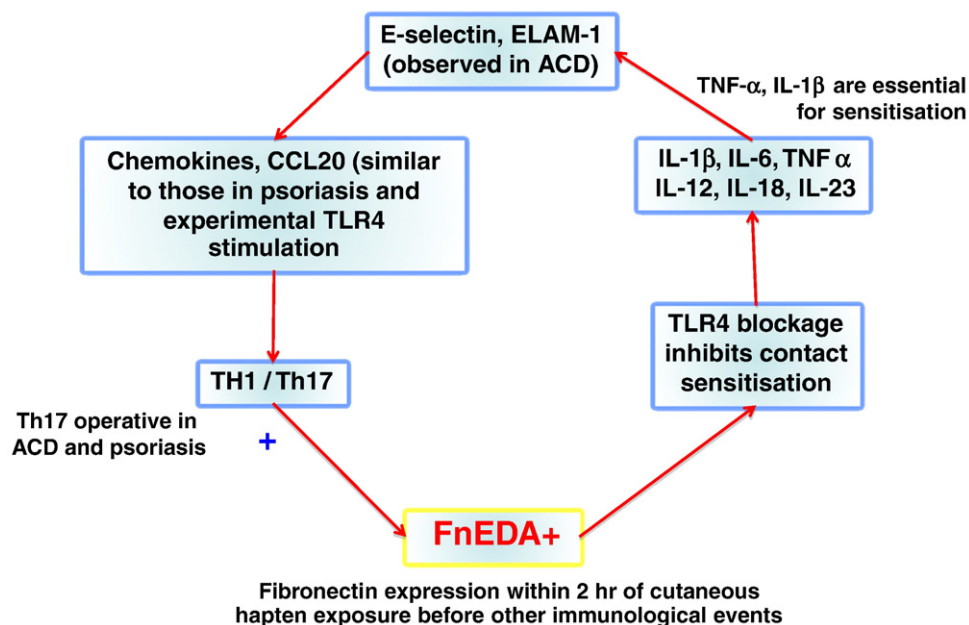 E-selectin, ELAM-1
(observed in ACD)
TNF-α, IL-1β are essential
for sensitisation
Chemokines, CCL20 (similar
to those in psoriasis and
experimental TLR4
stimulation
IL-1β, IL-6, TNF α
IL-12, IL-18, IL-23
TLR4 blockage
inhibits contact
sensitisation
TH1 / Th17
Th17 operative in
ACD and psoriasis
+
FnEDA+
Fibronectin expression within 2 hr of cutaneous
hapten exposure before other immunological events